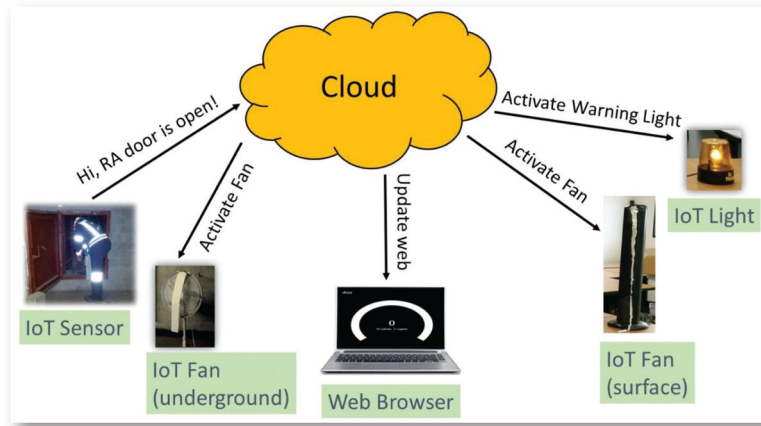 Cloud
Hi, RA door is open!
Activate Fan
Update web
Activate Fan
Activate Warning Light
IoT Light
IoT Sensor
IoT Fan
(underground)
0
Web Browser
IoT Fan
(surface)